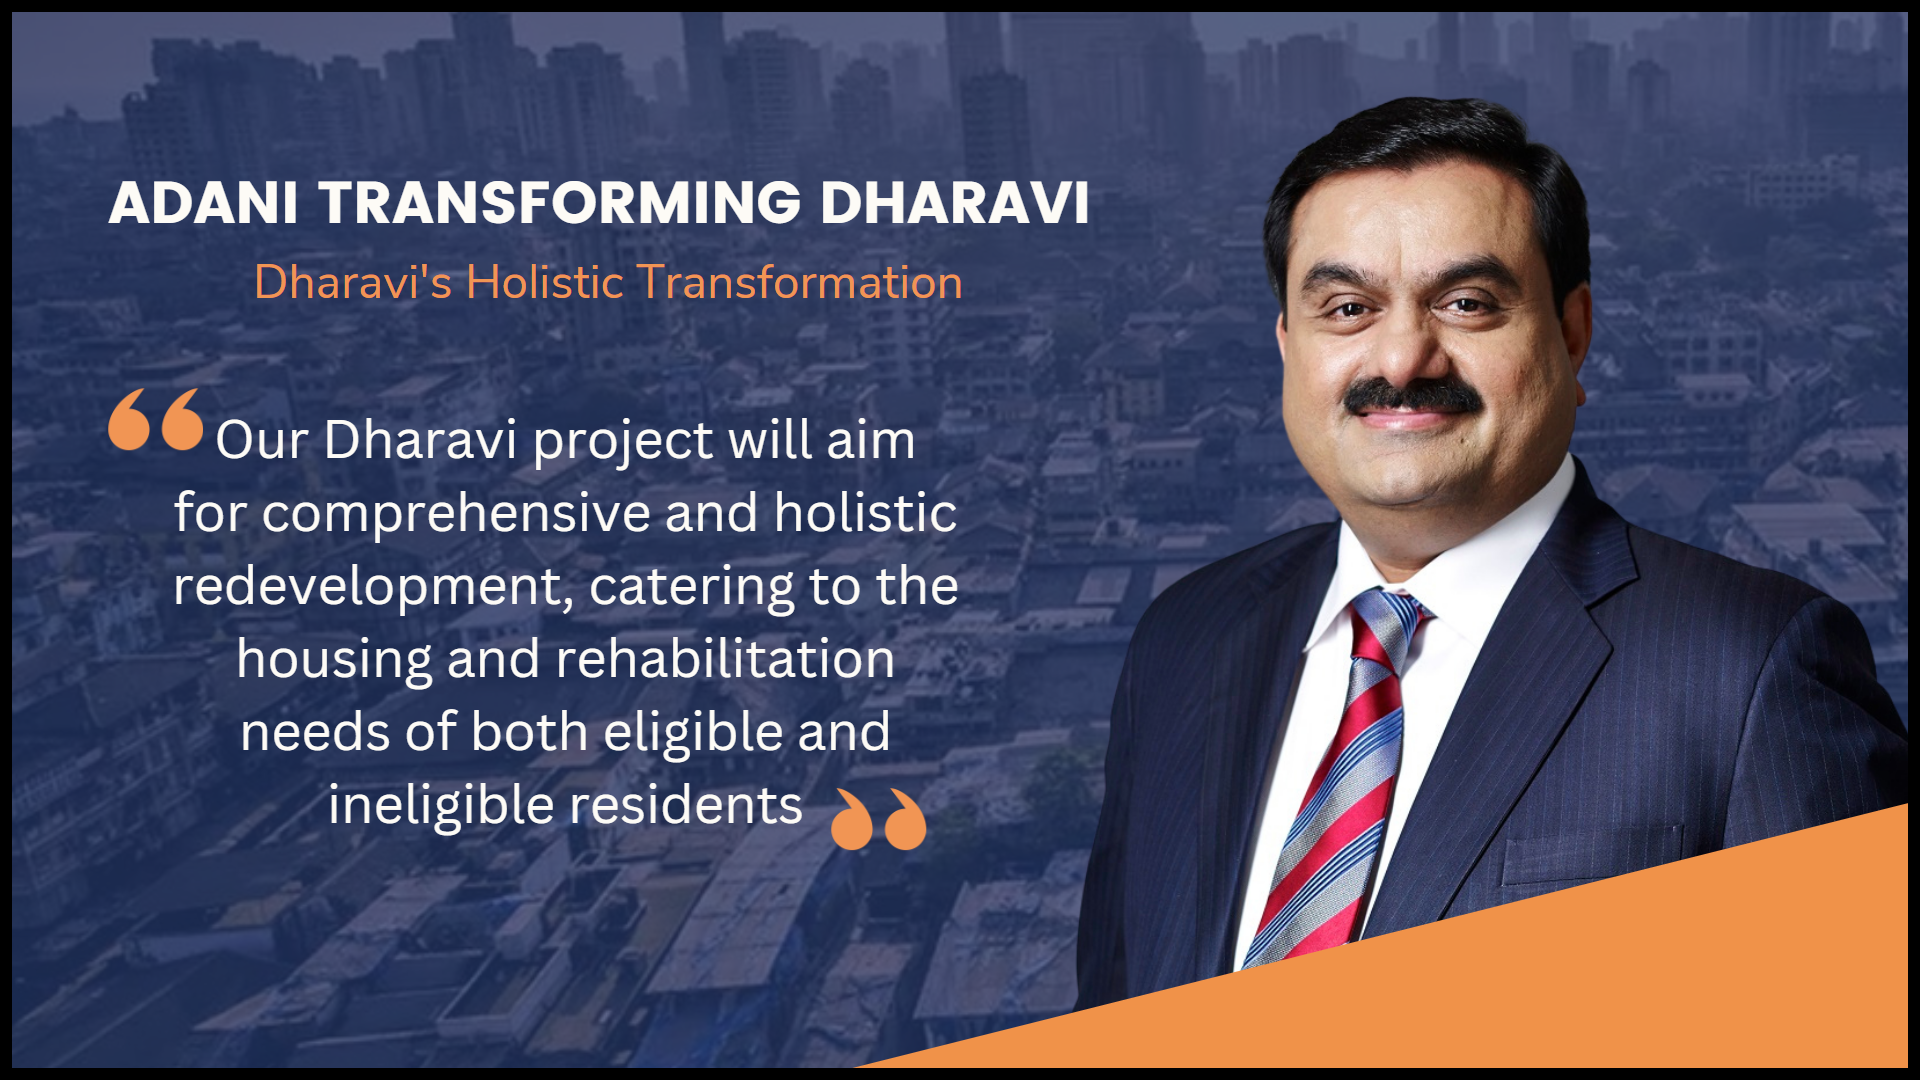 ADANI TRANSFORMING DHARAVI
Dharavi's Holistic Transformation
“Our Dharavi project will aim
for comprehensive and holistic
redevelopment, catering to the
housing and rehabilitation
needs of both eligible and
ineligible residents”